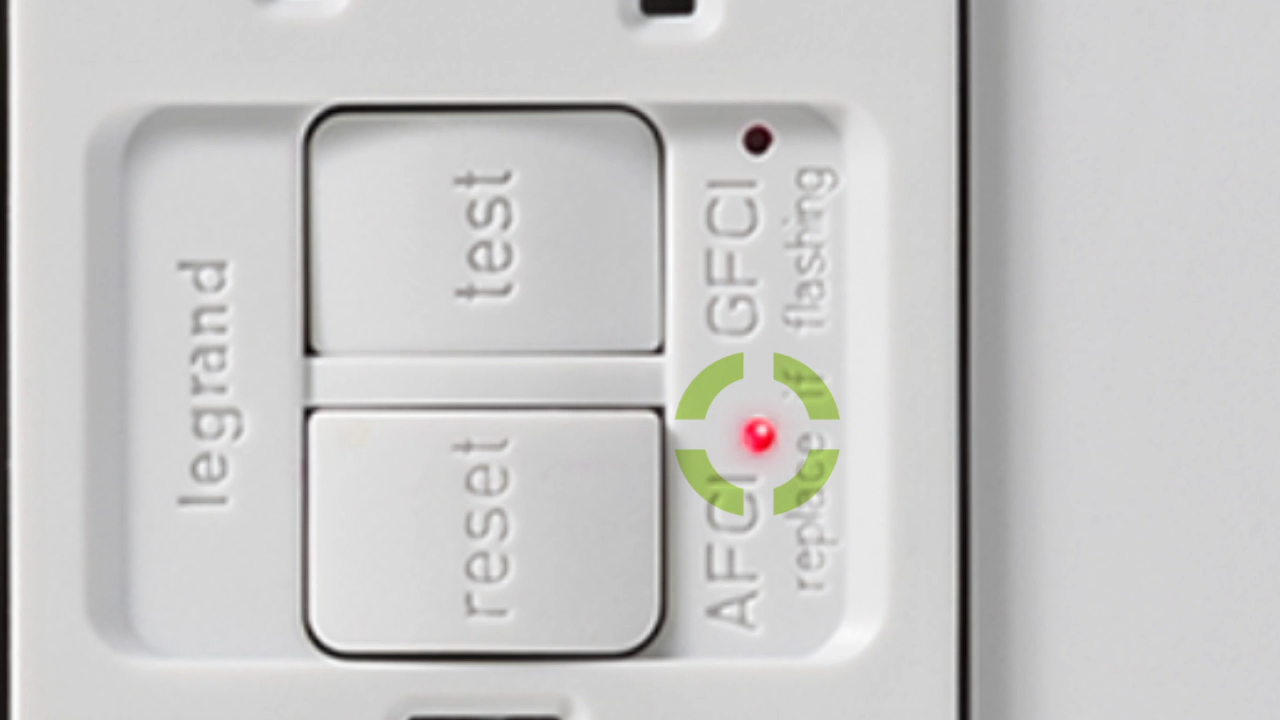 legrand
test
reset
AFCI GFCI
replace if flashing